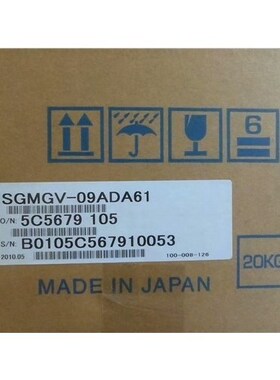 6
SGMGV-09ADA61
O/N: 5C5679 105
S/N: B0105C567910053
2010.05
100-008-126
20KG
MADE IN JAPAN